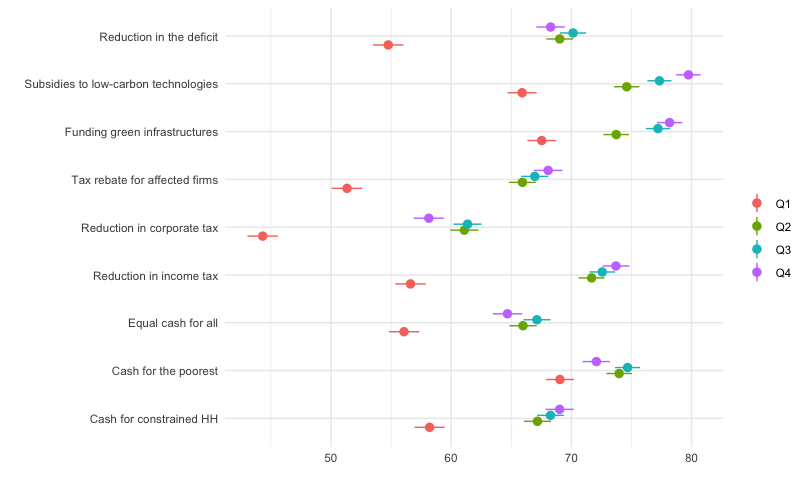 Reduction in the deficit
Subsidies to low-carbon technologies
Funding green infrastructures
Tax rebate for affected firms
Reduction in corporate tax
Reduction in income tax
Equal cash for all
Cash for the poorest
Cash for constrained HH
50 60 70 80
Q1
Q2
Q3
Q4